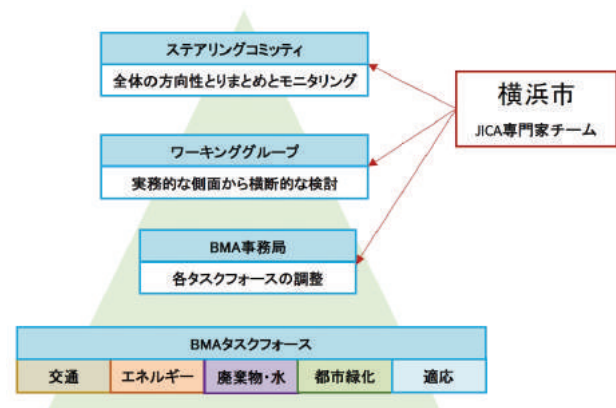 ステアリングコミッティ
全体の方向性とりまとめとモニタリング
横浜市
JICA専門家チーム
ワーキンググループ
実務的な側面から横断的な検討
BMA事務局
各タスクフォースの調整
BMAタスクフォース
交通 エネルギー 廃棄物・水 都市緑化 適応